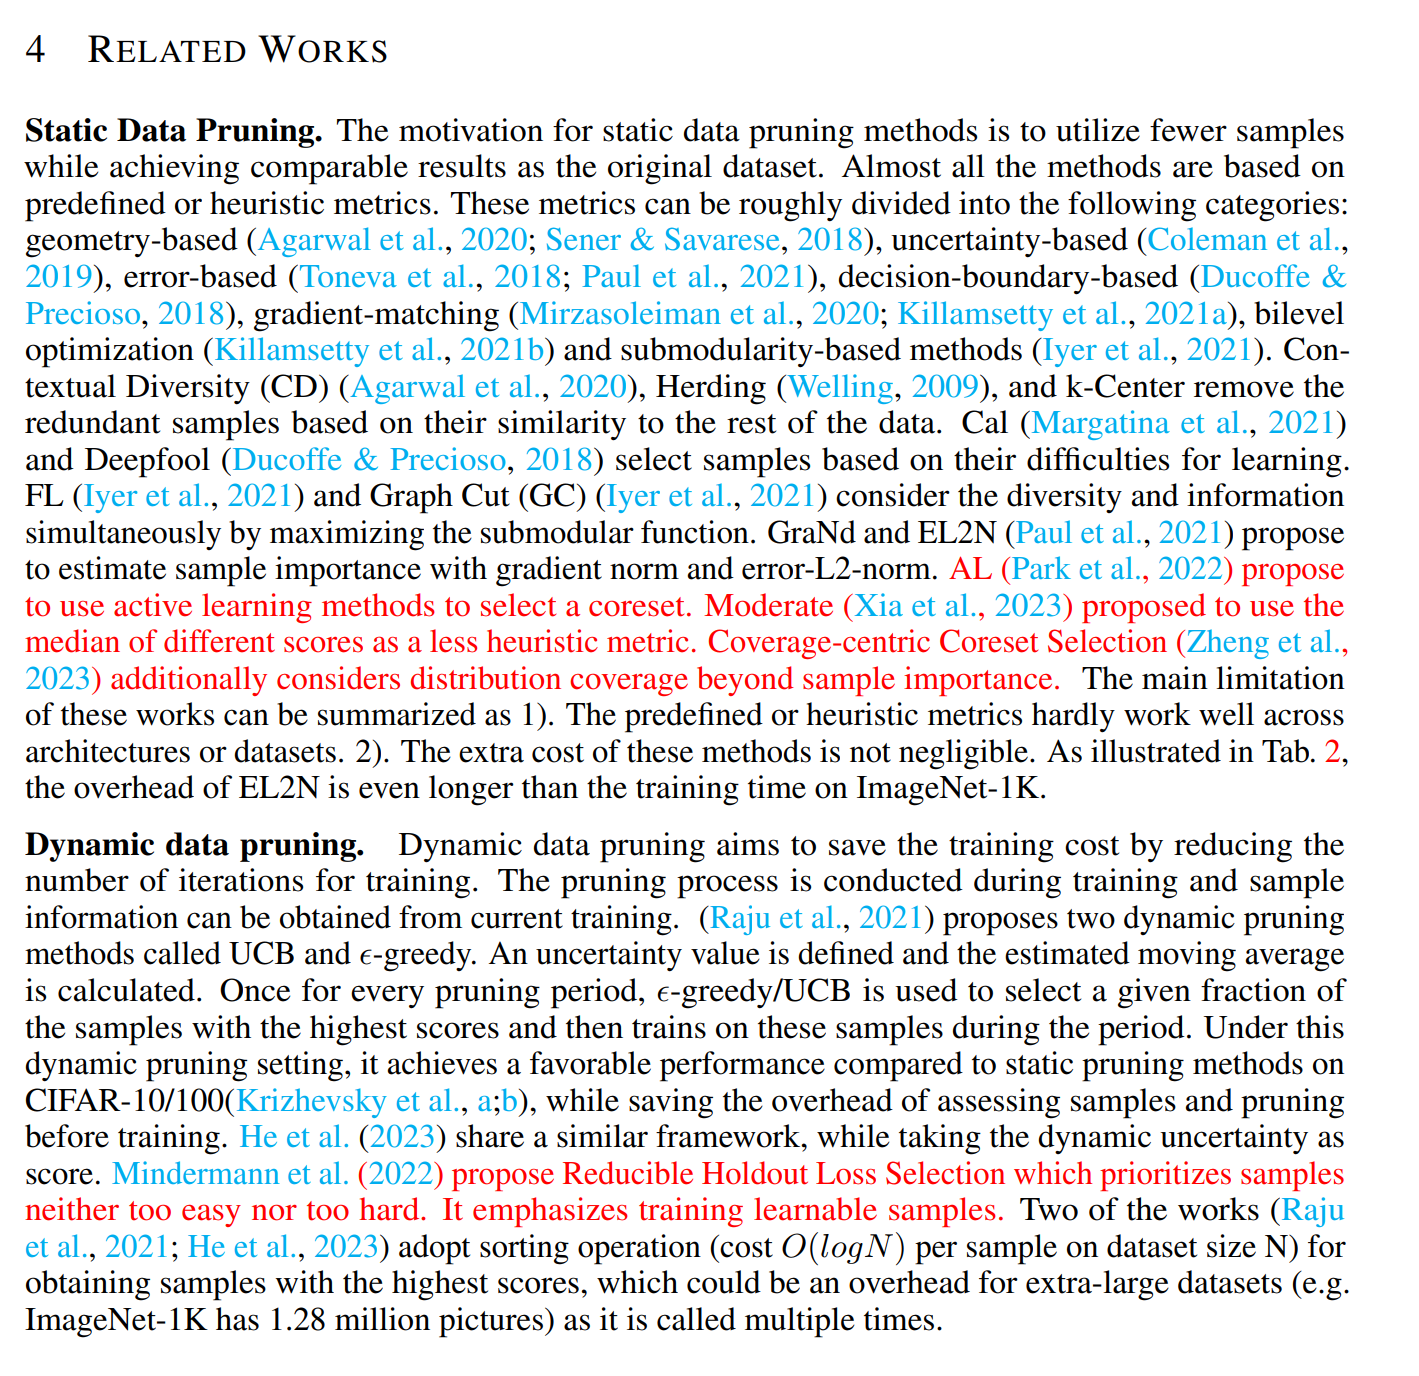 4 RELATED WORKS
Static Data Pruning. The motivation for static data pruning methods is to utilize fewer samples
while achieving comparable results as the original dataset. Almost all the methods are based on
predefined or heuristic metrics. These metrics can be roughly divided into the following categories:
geometry-based (Agarwal et al., 2020; Sener & Savarese, 2018), uncertainty-based (Coleman et al.,
2019), error-based (Toneva et al., 2018; Paul et al., 2021), decision-boundary-based (Ducoffe &
Precioso, 2018), gradient-matching (Mirzasoleiman et al., 2020; Killamsetty et al., 2021a), bilevel
optimization (Killamsetty et al., 2021b) and submodularity-based methods (Iyer et al., 2021). Con-
textual Diversity (CD) (Agarwal et al., 2020), Herding (Welling, 2009), and k-Center remove the
redundant samples based on their similarity to the rest of the data. Cal (Margatina et al., 2021)
and Deepfool (Ducoffe & Precioso, 2018) select samples based on their difficulties for learning.
FL (Iyer et al., 2021) and Graph Cut (GC) (Iyer et al., 2021) consider the diversity and information
simultaneously by maximizing the submodular function. GraNd and EL2N (Paul et al., 2021) propose
to estimate sample importance with gradient norm and error-L2-norm. AL (Park et al., 2022) propose
to use active learning methods to select a coreset. Moderate (Xia et al., 2023) proposed to use the
median of different scores as a less heuristic metric. Coverage-centric Coreset Selection (Zheng et al.,
2023) additionally considers distribution coverage beyond sample importance. The main limitation
of these works can be summarized as 1). The predefined or heuristic metrics hardly work well across
architectures or datasets. 2). The extra cost of these methods is not negligible. As illustrated in Tab. 2,
the overhead of EL2N is even longer than the training time on ImageNet-1K.
Dynamic data pruning. Dynamic data pruning aims to save the training cost by reducing the
number of iterations for training. The pruning process is conducted during training and sample
information can be obtained from current training. (Raju et al., 2021) proposes two dynamic pruning
methods called UCB and ϵ-greedy. An uncertainty value is defined and the estimated moving average
is calculated. Once for every pruning period, ϵ-greedy/UCB is used to select a given fraction of
the samples with the highest scores and then trains on these samples during the period. Under this
dynamic pruning setting, it achieves a favorable performance compared to static pruning methods on
CIFAR-10/100(Krizhevsky et al., a;b), while saving the overhead of assessing samples and pruning
before training. He et al. (2023) share a similar framework, while taking the dynamic uncertainty as
score. Mindermann et al. (2022) propose Reducible Holdout Loss Selection which prioritizes samples
neither too easy nor too hard. It emphasizes training learnable samples. Two of the works (Raju
et al., 2021; He et al., 2023) adopt sorting operation (cost O(logN) per sample on dataset size N) for
obtaining samples with the highest scores, which could be an overhead for extra-large datasets (e.g.
ImageNet-1K has 1.28 million pictures) as it is called multiple times.